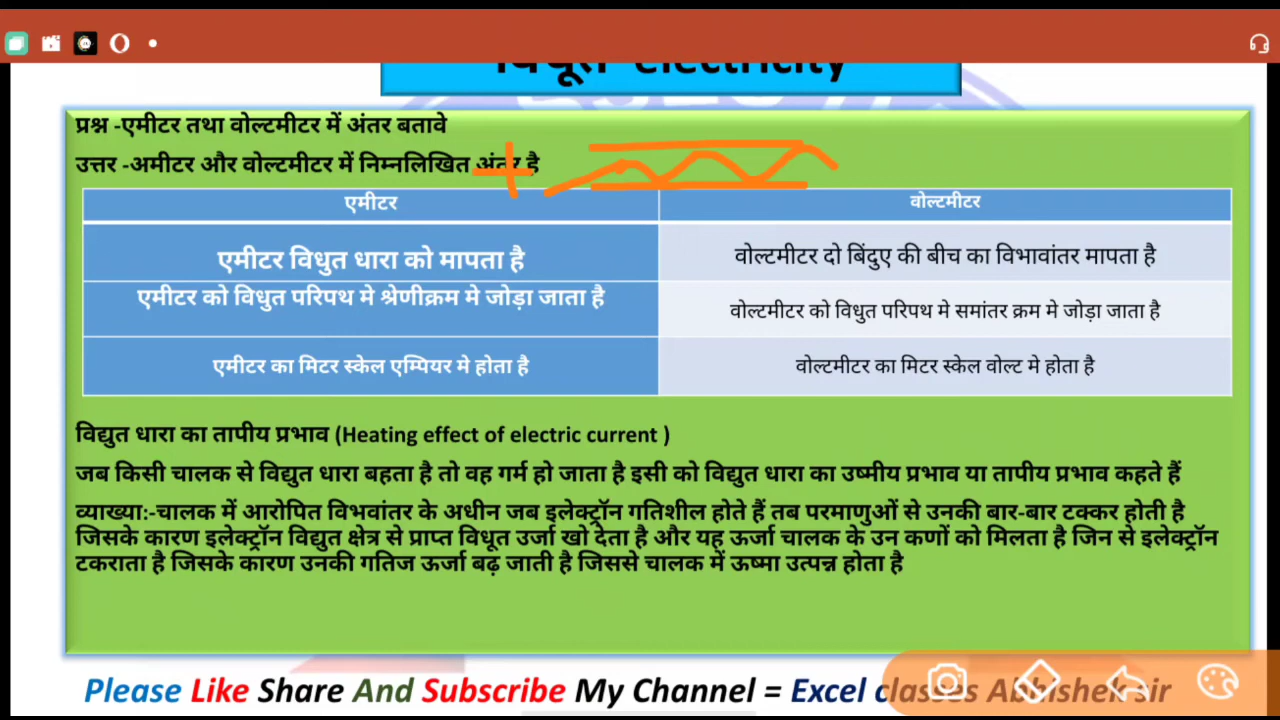 विधूत electricity
प्रश्न -एमीटर तथा वोल्टमीटर में अंतर बतावे
उत्तर -अमीटर और वोल्टमीटर में निम्नलिखित अंतर है
एमीटर
वोल्टमीटर
एमीटर विधुत धारा को मापता है
वोल्टमीटर दो बिंदुए की बीच का विभावांतर मापता है
एमीटर को विधुत परिपथ मे श्रेणीक्रम मे जोड़ा जाता है
वोल्टमीटर को विधुत परिपथ मे समांतर क्रम मे जोड़ा जाता है
एमीटर का मिटर स्केल एम्पियर मे होता है
वोल्टमीटर का मिटर स्केल वोल्ट मे होता है
विद्युत धारा का तापीय प्रभाव (Heating effect of electric current )
जब किसी चालक से विद्युत धारा बहता है तो वह गर्म हो जाता है इसी को विद्युत धारा का उष्मीय प्रभाव या तापीय प्रभाव कहते हैं
व्याख्या:-चालक में आरोपित विभवांतर के अधीन जब इलेक्ट्रॉन गतिशील होते हैं तब परमाणुओं से उनकी बार-बार टक्कर होती है
जिसके कारण इलेक्ट्रॉन विद्युत क्षेत्र से प्राप्त विधूत उर्जा खो देता है और यह ऊर्जा चालक के उन कणों को मिलता है जिन से इलेक्ट्रॉन
टकराता है जिसके कारण उनकी गतिज ऊर्जा बढ़ जाती है जिससे चालक में ऊष्मा उत्पन्न होता है
Please Like Share And Subscribe My Channel = Excel classes Abhishek sir